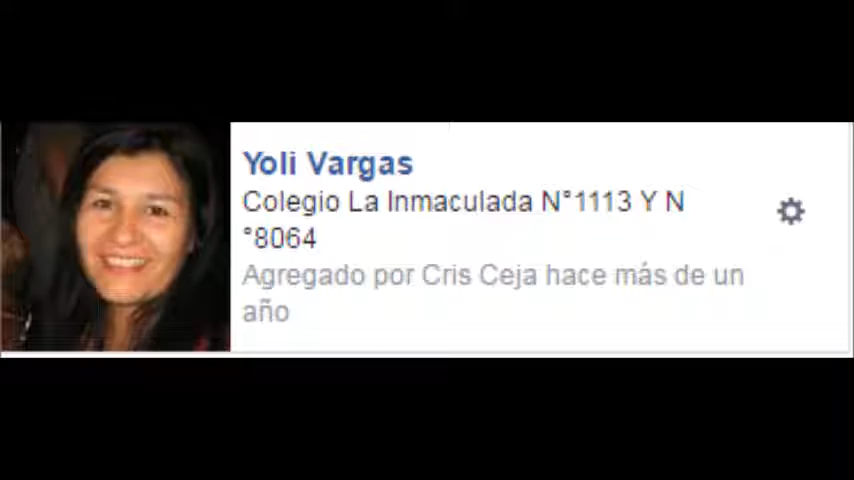 Yoli Vargas
Colegio La Inmaculada N°1113 Y N
°8064
Agregado por Cris Ceja hace más de un
año